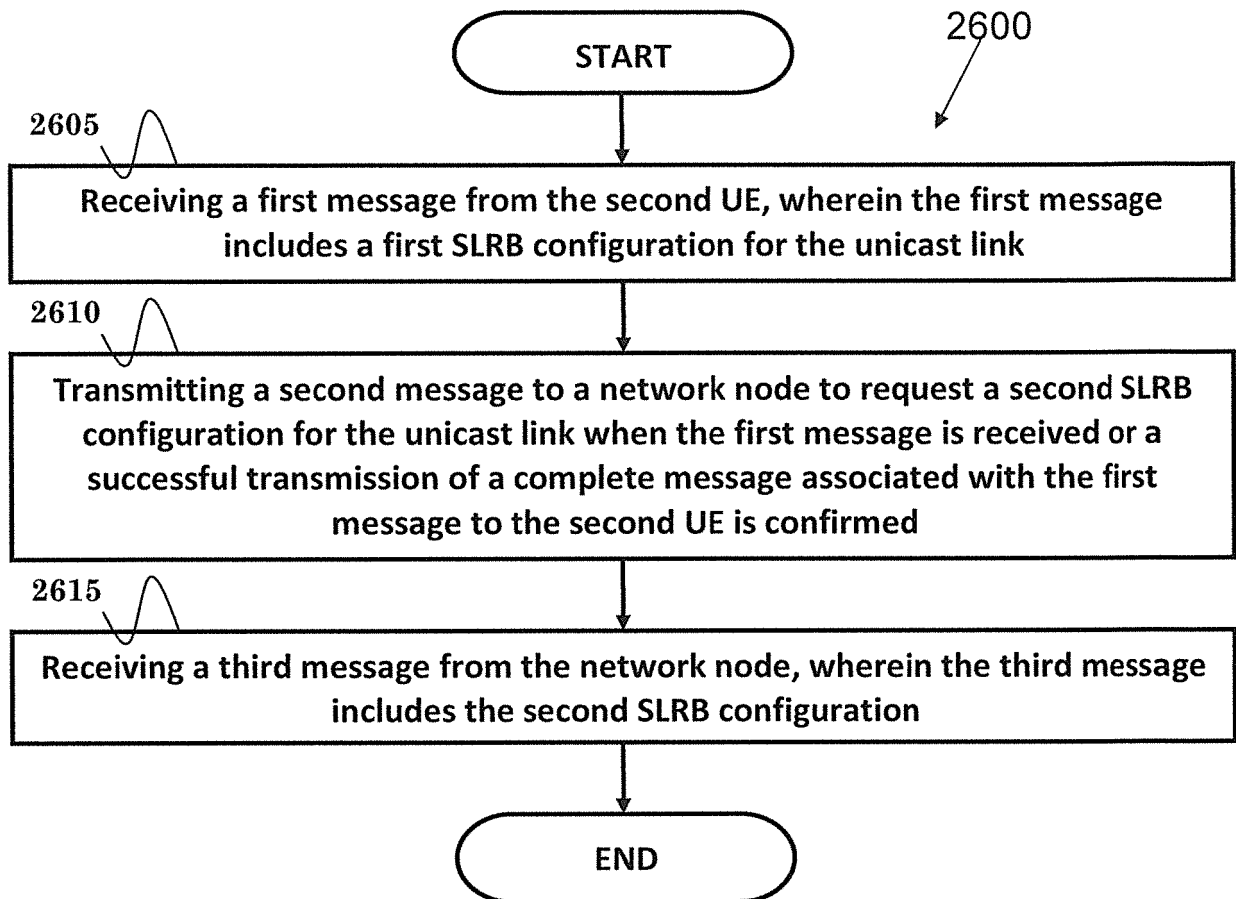 START
2600
2605
Receiving a first message from the second UE, wherein the first message
includes a first SLRB configuration for the unicast link
2610
Transmitting a second message to a network node to request a second SLRB
configuration for the unicast link when the first message is received or a
successful transmission of a complete message associated with the first
message to the second UE is confirmed
2615
Receiving a third message from the network node, wherein the third message
includes the second SLRB configuration
END